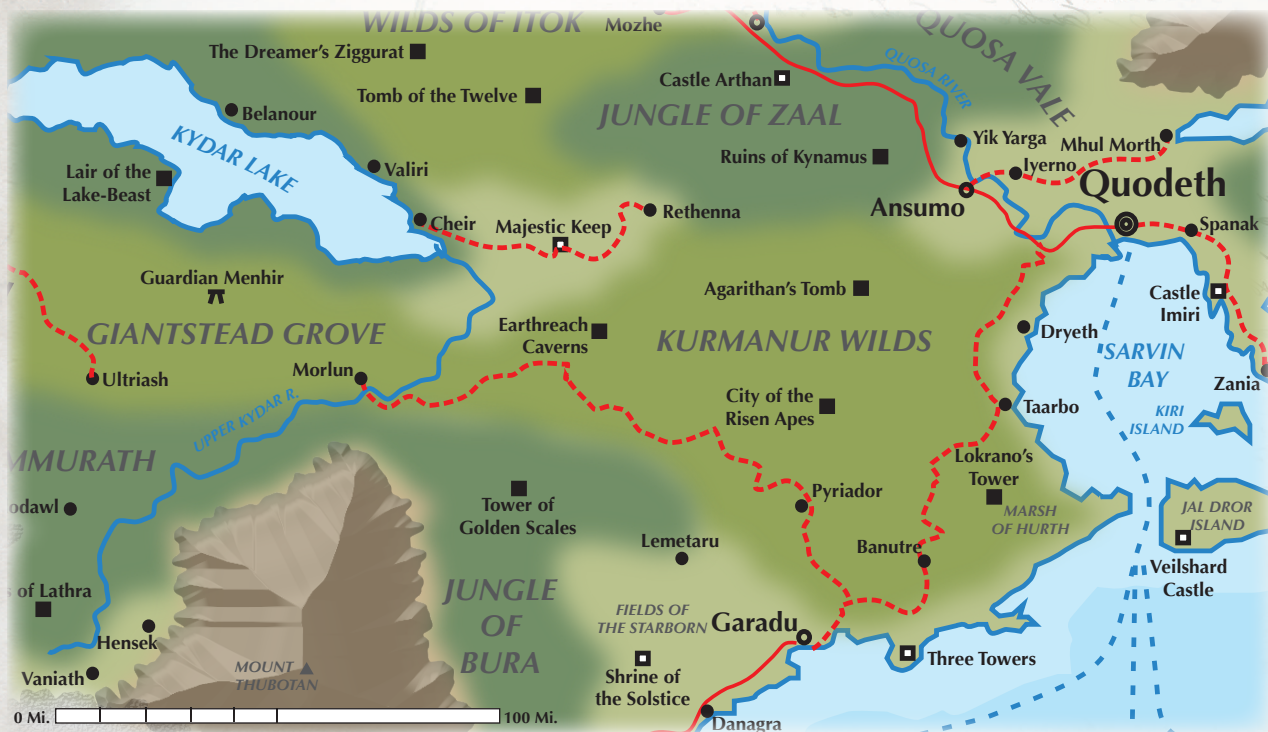 WILDS OF ITOK
Mozhe
QUOSA VALE
The Dreamer's Ziggurat
Castle Arthan
QUOSA RIVER
Tomb of the Twelve
JUNGLE OF ZAAL
Belanour
KYDAR LAKE
Yik Yarga
Mhul Morth
Ruins of Kynamus
Iyerno
Valiri
Lair of the
Lake-Beast
Quodeth
Ansumo
Rethenna
Cheir
Majestic Keep
Spanak
Guardian Menhir
Agarithan's Tomb
Castle
Imiri
GIANTSTEAD GROVE
Earthreach
Caverns
KURMANUR WILDS
Dryeth
SARVIN
BAY
Ultriash
Morlun
Zania
City of the
Risen Apes
Taarbo
KIRI
ISLAND
UPPER KYDAR R.
MMURATH
Lokrano's
Tower
Pyriador
odawl
Tower of
Golden Scales
MARSH
OF HURTH
JAL DROR
ISLAND
Lemetaru
Banutre
Veilshard
Castle
s of Lathra
JUNGLE
OF
BURA
FIELDS OF
THE STARBORN
Garadu
Hensek
Three Towers
MOUNT
THUBOTAN
Vaniath
Shrine of
the Solstice
0 Mi.
100 Mi.
Danagra